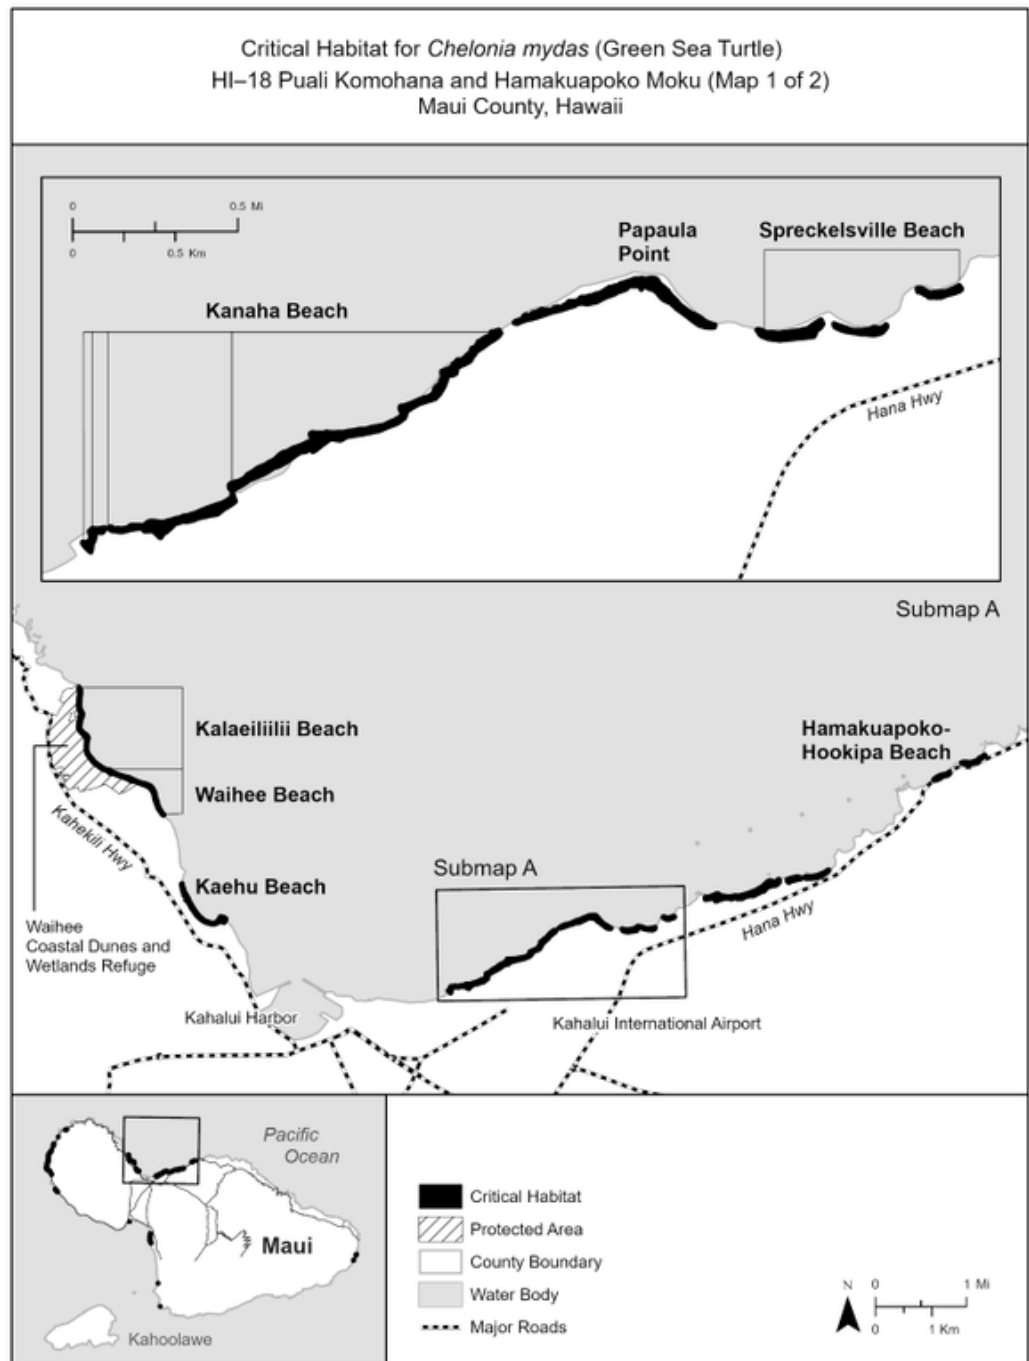 Critical Habitat for Chelonia mydas (Green Sea Turtle)
HI–18 Puali Komohana and Hamakuapoko Moku (Map 1 of 2)
Maui County, Hawaii
0
0.5 Mi
0
0.5 Km
Papaula
Point
Spreckelsville Beach
Kanaha Beach
Hana Hwy
Submap A
Kalaeiliilii Beach
Waihee Beach
Hamakuapoko-
Hookipa Beach
Kahekili Hwy
Kaehu Beach
Submap A
Waihee
Coastal Dunes and
Wetlands Refuge
Hana Hwy
Kahalui Harbor
Kahalui International Airport
Pacific
Ocean
Maui
Kahoolawe
Critical Habitat
Protected Area
County Boundary
Water Body
Major Roads
N
0
1 Mi
0
1 Km